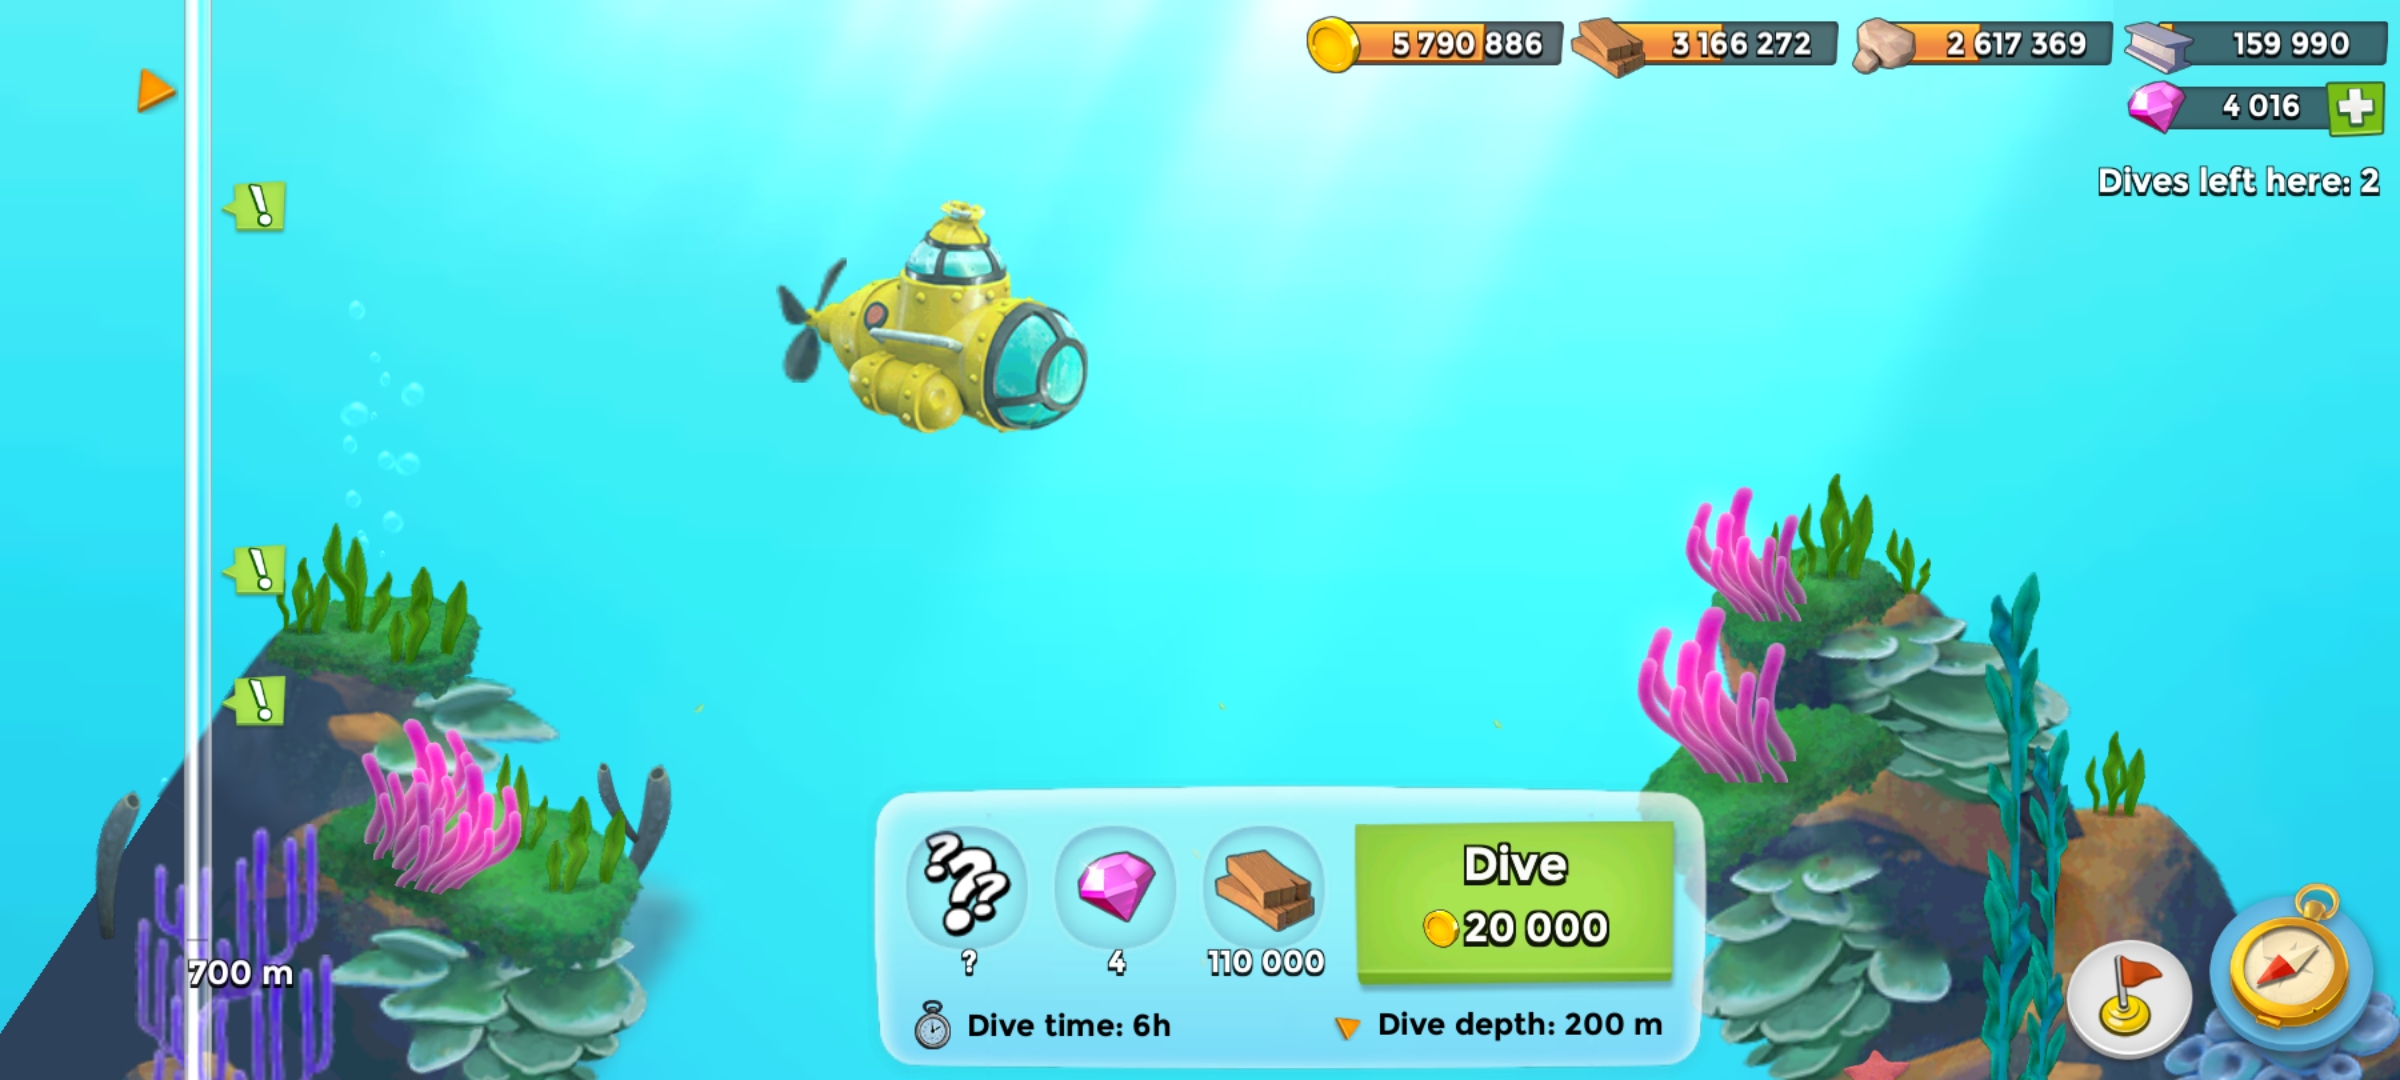 5 790 886
3 166 272
2 617 369
159 990
4 016
Dives left here: 2
!
!
!
700 m
???
?
4
110 000
Dive
20 000
Dive time: 6h
Dive depth: 200 m